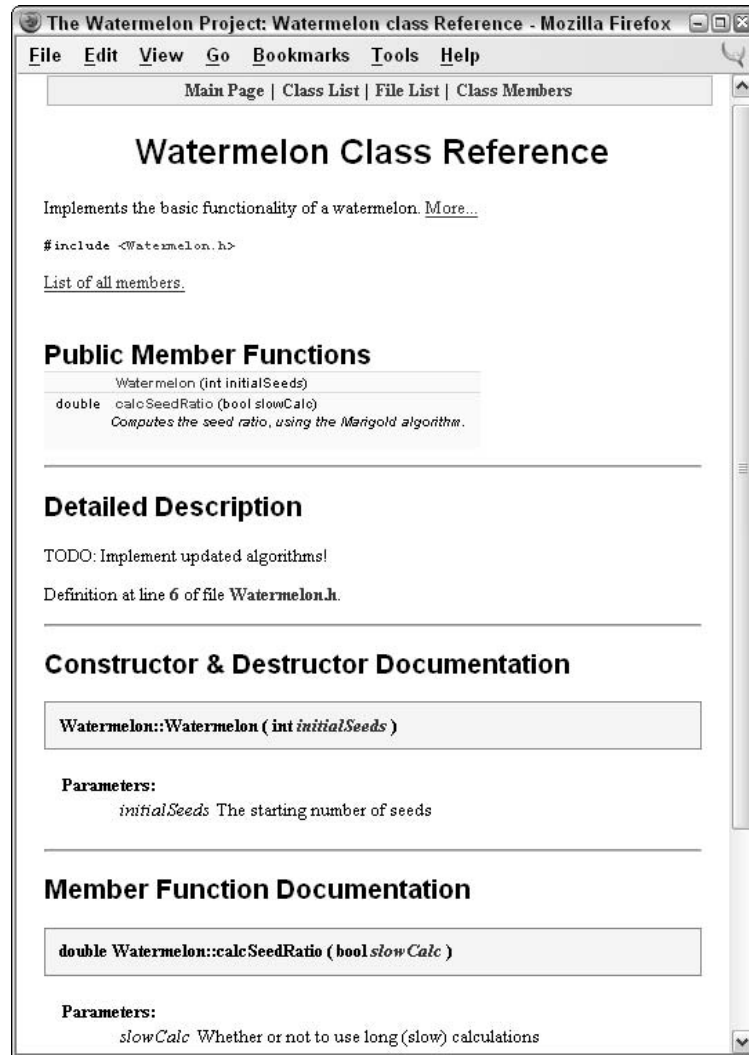 The Watermelon Project: Watermelon class Reference - Mozilla Firefox
File Edit View Go Bookmarks Tools Help
Main Page | Class List | File List | Class Members
Watermelon Class Reference
Implements the basic functionality of a watermelon. More...
#include <Watermelon.h>
List of all members.
Public Member Functions
Watermelon (int initialSeeds)
double calcSeedRatio (bool slowCalc)
Computes the seed ratio, using the Marigold algorithm.
Detailed Description
TODO: Implement updated algorithms!
Definition at line 6 of file Watermelon.h.
Constructor & Destructor Documentation
Watermelon::Watermelon ( int initialSeeds )
Parameters:
initialSeeds The starting number of seeds
Member Function Documentation
double Watermelon::calcSeedRatio ( bool slowCalc )
Parameters:
slowCalc Whether or not to use long (slow) calculations